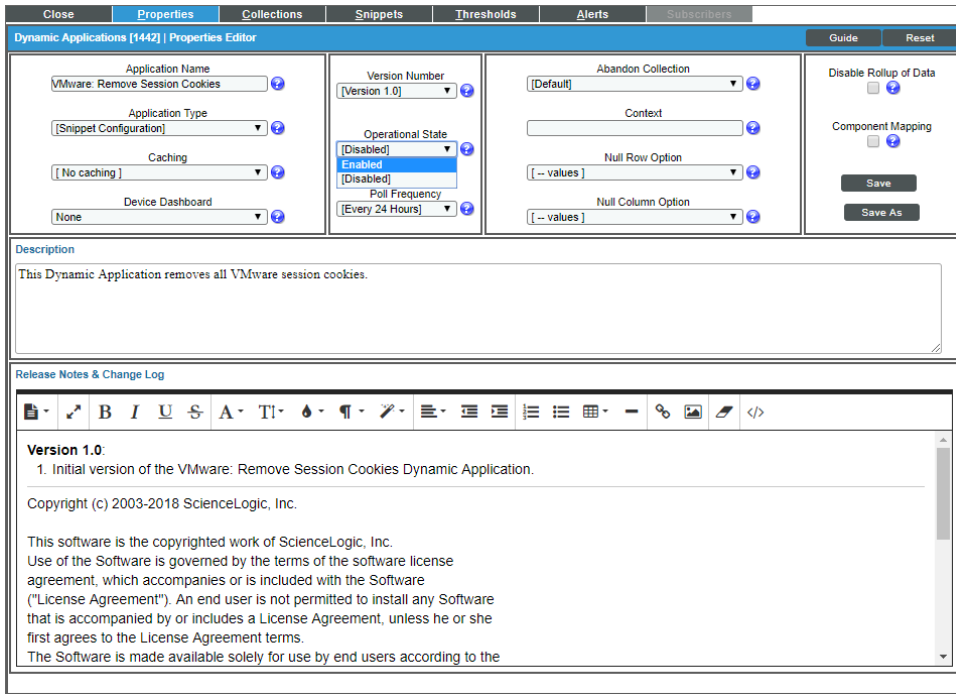 Close Properties Collections Snippets Thresholds Alerts Subscribers
Dynamic Applications [1442] | Properties Editor Guide Reset
Application Name
VMware: Remove Session Cookies
Application Type
[Snippet Configuration]
Caching
[ No caching ]
Device Dashboard
None
Version Number
[Version 1.0]
Operational State
[Disabled]
Enabled
[Disabled]
Poll Frequency
[Every 24 Hours]
Abandon Collection
[Default]
Context
Null Row Option
[ -- values ]
Null Column Option
[ -- values ]
Disable Rollup of Data
Component Mapping
Save
Save As
Description
This Dynamic Application removes all VMware session cookies.
Release Notes & Change Log
Version 1.0:
1. Initial version of the VMware: Remove Session Cookies Dynamic Application.
Copyright (c) 2003-2018 ScienceLogic, Inc.
This software is the copyrighted work of ScienceLogic, Inc.
Use of the Software is governed by the terms of the software license
agreement, which accompanies or is included with the Software
("License Agreement"). An end user is not permitted to install any Software
that is accompanied by or includes a License Agreement, unless he or she
first agrees to the License Agreement terms.
The Software is made available solely for use by end users according to the